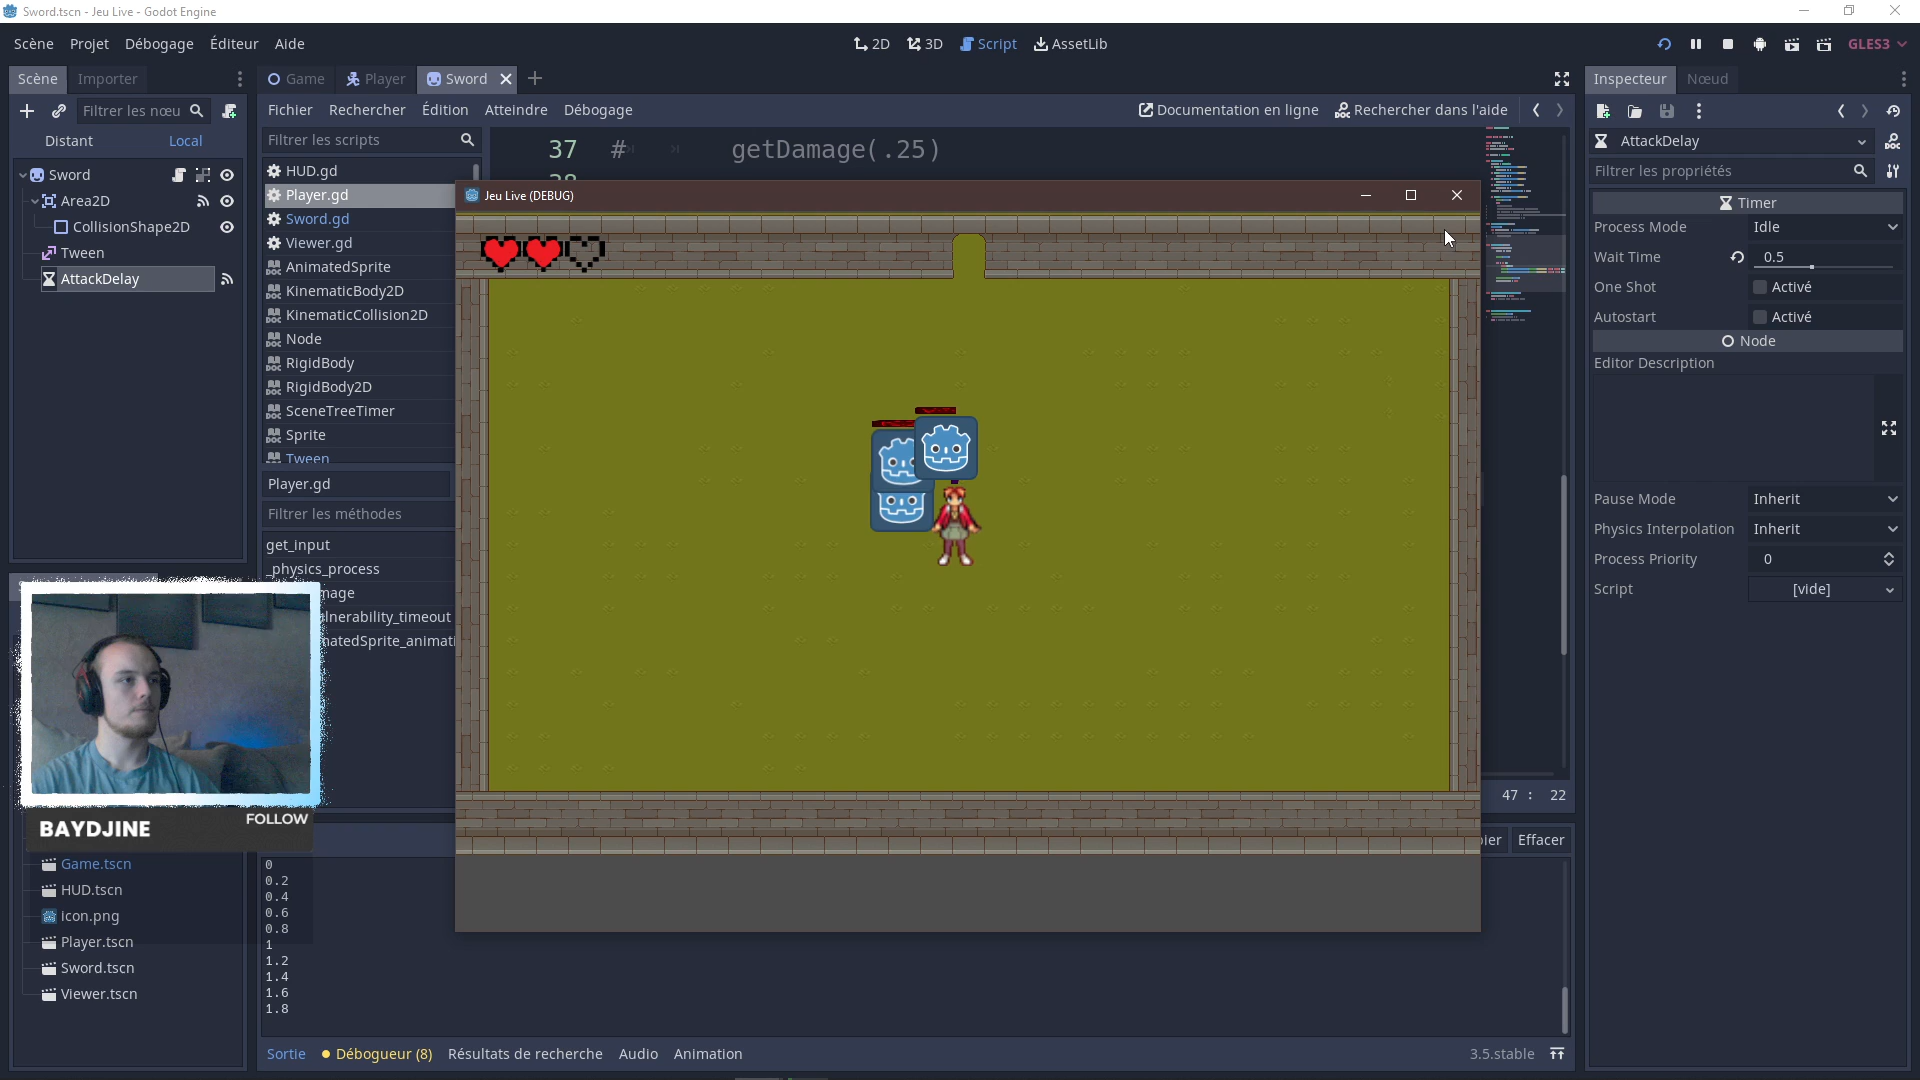 Sword.tscn - Jeu Live - Godot Engine
Scène Projet Débogage Éditeur Aide
2D 3D Script AssetLib
GLES3
Scène Importer
Game Player Sword
Inspecteur Nœud
Filtrer les nœu
Fichier Rechercher Édition Atteindre Débogage
Documentation en ligne Rechercher dans l'aide
Distant Local
Filtrer les scripts
37 # getDamage(.25)
AttackDelay
Filtrer les propriétés
Sword
Area2D
CollisionShape2D
Tween
AttackDelay
HUD.gd
Player.gd
Sword.gd
Viewer.gd
AnimatedSprite
KinematicBody2D
KinematicCollision2D
Node
RigidBody
RigidBody2D
SceneTreeTimer
Sprite
Tween
Player.gd
Filtrer les méthodes
get_input
_physics_process
mage
lnerability_timeout
natedSprite_animati
Jeu Live (DEBUG)
Timer
Process Mode Idle
Wait Time 0.5
One Shot Activé
Autostart Activé
Node
Editor Description
Pause Mode Inherit
Physics Interpolation Inherit
Process Priority 0
Script [vide]
47 : 22
ier Effacer
BAYDJINE
FOLLOW
Game.tscn
HUD.tscn
icon.png
Player.tscn
Sword.tscn
Viewer.tscn
0
0.2
0.4
0.6
0.8
1
1.2
1.4
1.6
1.8
Sortie Débogueur (8) Résultats de recherche Audio Animation
3.5.stable